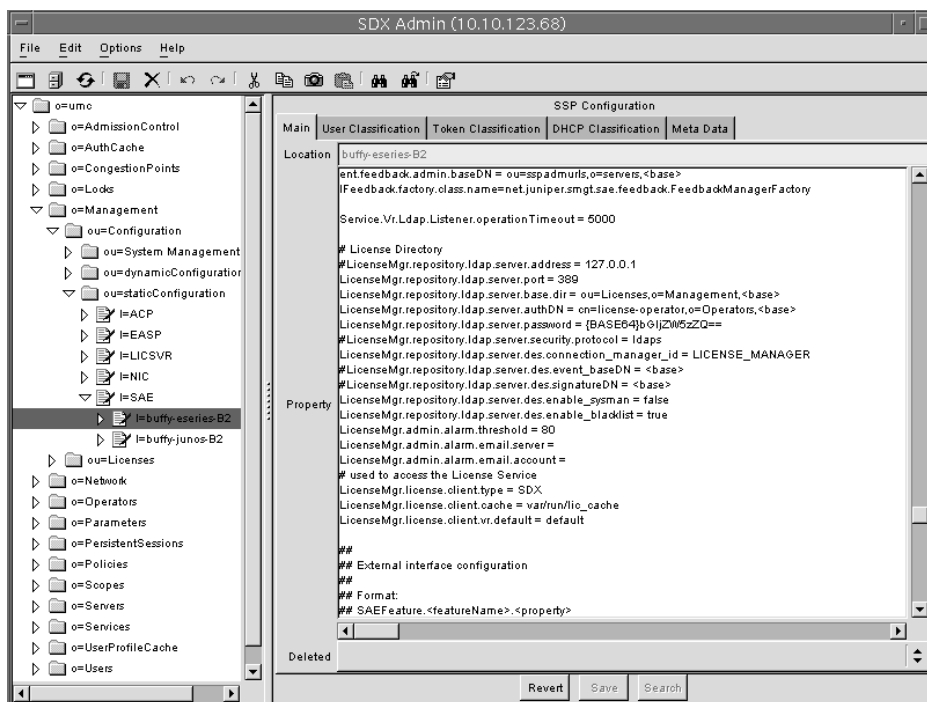 SDX Admin (10.10.123.68)
File Edit Options Help
o=umc
o=AdmissionControl
o=AuthCache
o=CongestionPoints
o=Locks
o=Management
ou=Configuration
ou=System Management
ou=dynamicConfiguration
ou=staticConfiguration
l=ACP
l=EASP
l=LICSVR
l=NIC
l=SAE
l=buffy-eseries-B2
l=buffy-junos-B2
ou=Licenses
o=Network
o=Operators
o=Parameters
o=PersistentSessions
o=Policies
o=Scopes
o=Servers
o=Services
o=UserProfileCache
o=Users
SSP Configuration
Main User Classification Token Classification DHCP Classification Meta Data
Location buffy-eseries-B2
Property
ent.feedback.admin.baseDN = ou=sspadmurls,o=servers,<base>
IFeedback.factory.class.name=net.juniper.smgt.sae.feedback.FeedbackManagerFactory
Service.Vr.Ldap.Listener.operationTimeout = 5000
# License Directory
#LicenseMgr.repository.ldap.server.address = 127.0.0.1
LicenseMgr.repository.ldap.server.port = 389
LicenseMgr.repository.ldap.server.base.dir = ou=Licenses,o=Management,<base>
LicenseMgr.repository.ldap.server.authDN = cn=license-operator,o=Operators,<base>
LicenseMgr.repository.ldap.server.password = {BASE64}bGljZW5zZQ==
#LicenseMgr.repository.ldap.server.security.protocol = ldaps
LicenseMgr.repository.ldap.server.des.connection_manager_id = LICENSE_MANAGER
#LicenseMgr.repository.ldap.server.des.event_baseDN = <base>
#LicenseMgr.repository.ldap.server.des.signatureDN = <base>
LicenseMgr.repository.ldap.server.des.enable_sysman = false
LicenseMgr.repository.ldap.server.des.enable_blacklist = true
LicenseMgr.admin.alarm.threshold = 80
LicenseMgr.admin.alarm.email.server =
LicenseMgr.admin.alarm.email.account =
# used to access the License Service
LicenseMgr.license.client.type = SDX
LicenseMgr.license.client.cache = var/run/lic_cache
LicenseMgr.license.client.vr.default = default
##
## External interface configuration
##
## Format:
## SAEFeature.<featureName>.<property>
Deleted
Revert Save Search